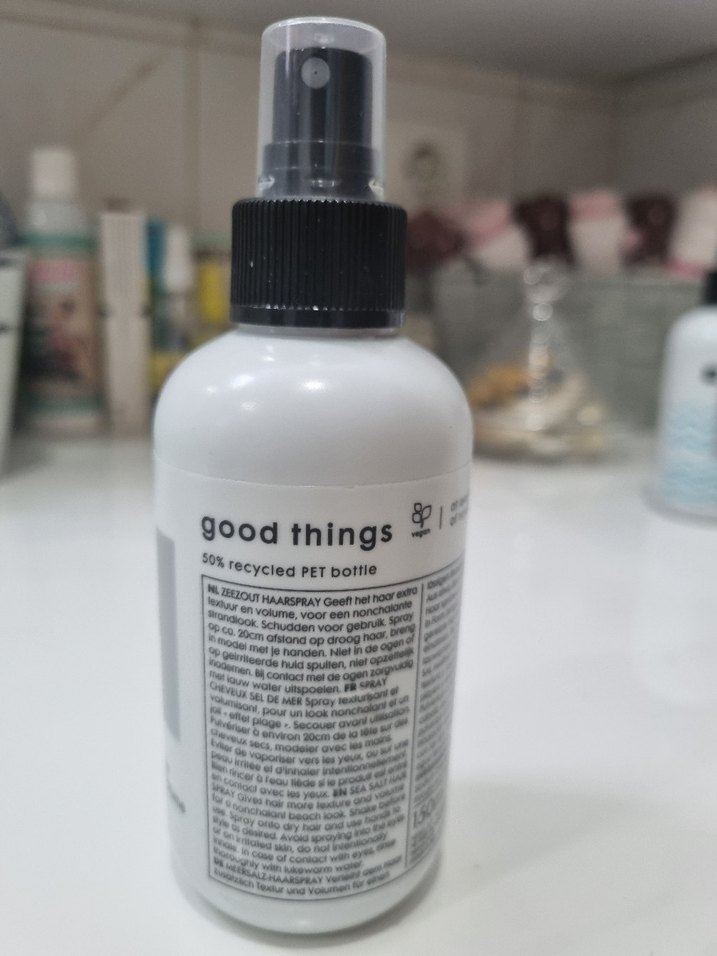 good things
vegan
50% recycled PET bottle
NL ZEEZOUT HAARSPRAY Geeft het haar extra
textuur en volume, voor een nonchalante
strandlook. Schudden voor gebruik. Spray
op ca. 20cm afstand op droog haar, breng
in model met je handen. Niet in de ogen of
op geïrriteerde huid spuiten, niet opzettelijk
inademen. Bij contact met de ogen zorgvuldig
met lauw water uitspoelen. FR SPRAY
CHEVEUX SEL DE MER Spray texturisant et
volumisant, pour un look nonchalant et un
joli « effet plage ». Secouer avant utilisation.
Pulvériser à environ 20cm de la tête sur des
cheveux secs, modeler avec les mains.
Éviter de vaporiser vers les yeux, ou sur une
peau irritée et d'inhaler intentionnellement
Bien rincer à l'eau tiède si le produit est entré
en contact avec les yeux. EN SEA SALT HAIR
SPRAY Gives hair more texture and volume
for a nonchalant beach look. Shake before
use. Spray onto dry hair and use hands to
style as desired. Avoid spraying into the eyes
or on irritated skin, do not intentionally
inhale. In case of contact with eyes, rinse
thoroughly with lukewarm water.
DE MEERSALZ-HAARSPRAY Verleiht dem Haar
zusätzlich Textur und Volumen für einen